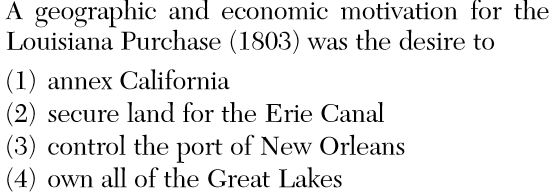 A geographic and economic motivation for the
Louisiana Purchase (1803) was the desire to
(1) annex California
(2) secure land for the Erie Canal
(3) control the port of New Orleans
(4) own all of the Great Lakes